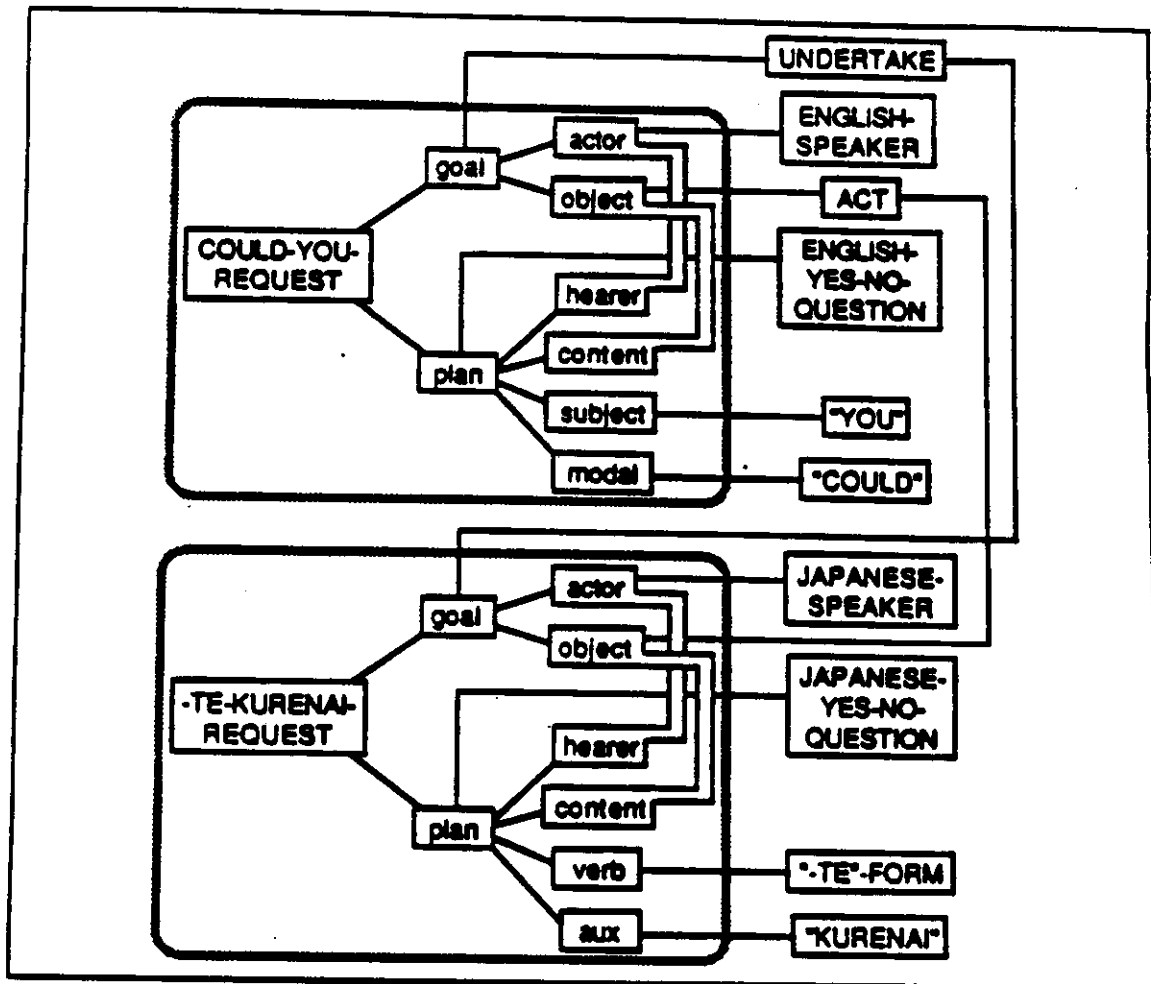 UNDERTAKE
ENGLISH-
SPEAKER
actor
goal
object
ACT
COULD-YOU-
REQUEST
ENGLISH-
YES-NO-
QUESTION
hearer
content
plan
subject
"YOU"
modal
"COULD"
actor
JAPANESE-
SPEAKER
goal
object
-TE-KURENAI-
REQUEST
JAPANESE-
YES-NO-
QUESTION
hearer
content
plan
verb
"-TE"-FORM
aux
"KURENAI"